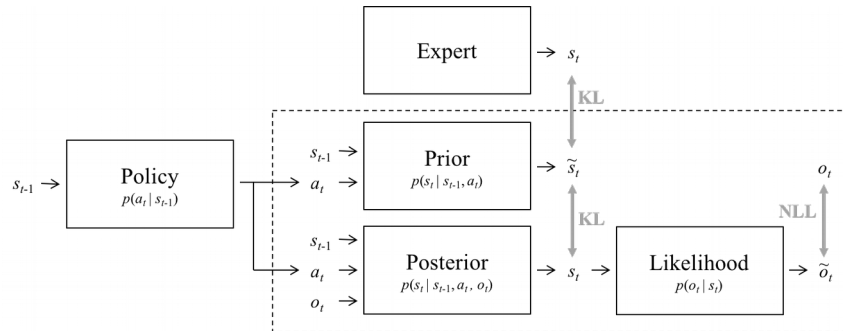 Expert
s_t
KL
s_{t-1}
Prior
p(s_t | s_{t-1}, a_t)
a_t
s̃_t
o_t
s_{t-1}
Policy
p(a_t | s_{t-1})
KL
NLL
s_{t-1}
a_t
o_t
Posterior
p(s_t | s_{t-1}, a_t, o_t)
s_t
Likelihood
p(o_t | s_t)
õ_t